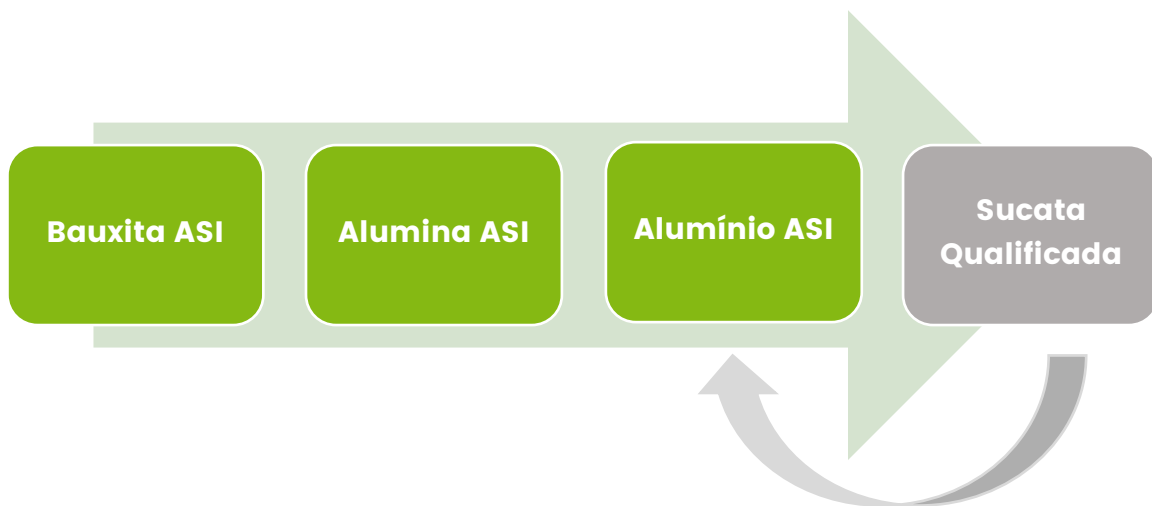 Bauxita ASI
Alumina ASI
Alumínio ASI
Sucata
Qualificada